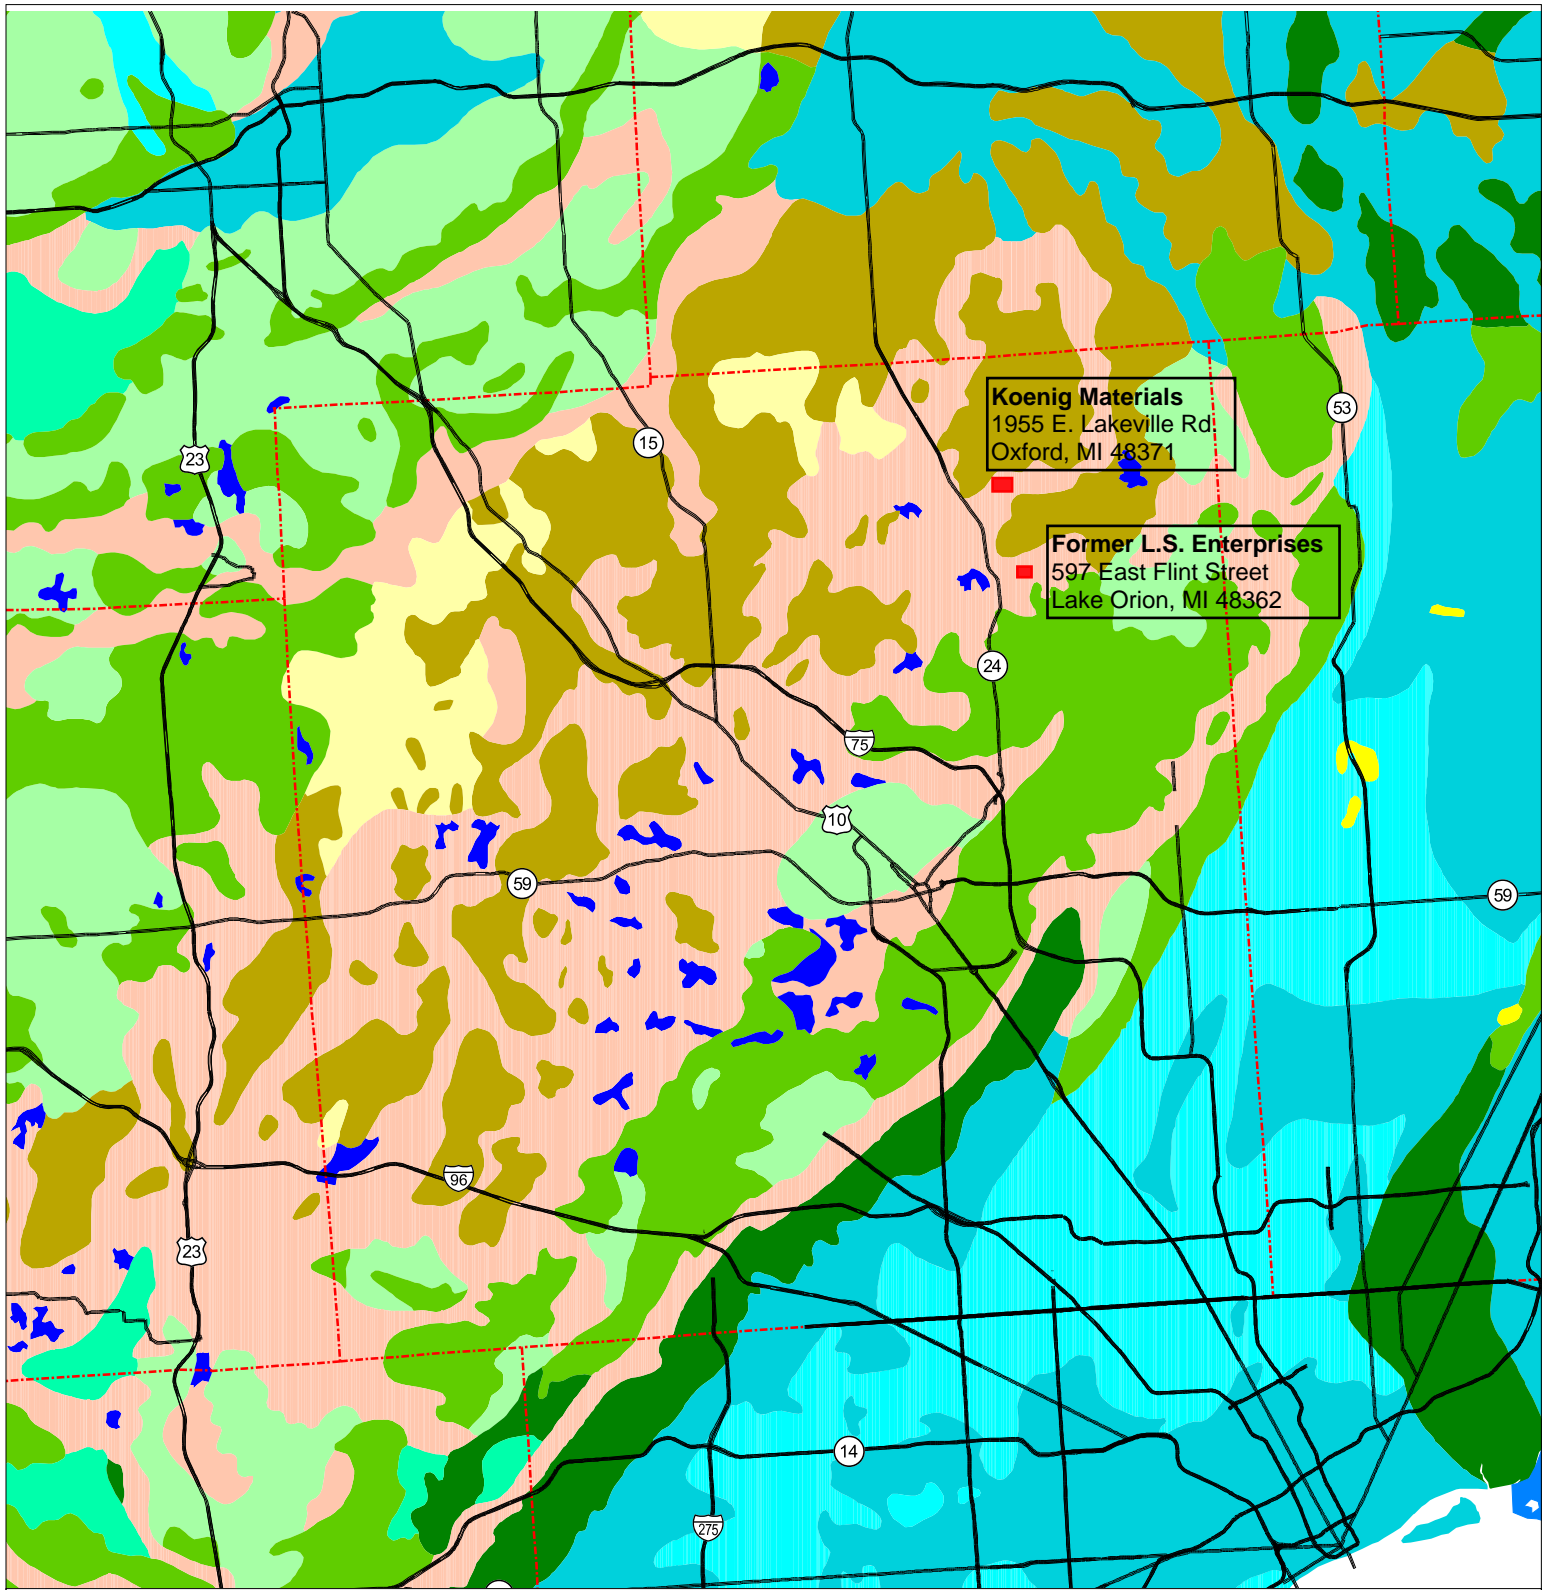 Koenig Materials
1955 E. Lakeville Rd.
Oxford, MI 48371
53
15
23
Former L.S. Enterprises
597 East Flint Street
Lake Orion, MI 48362
24
75
10
59
59
96
23
14
275